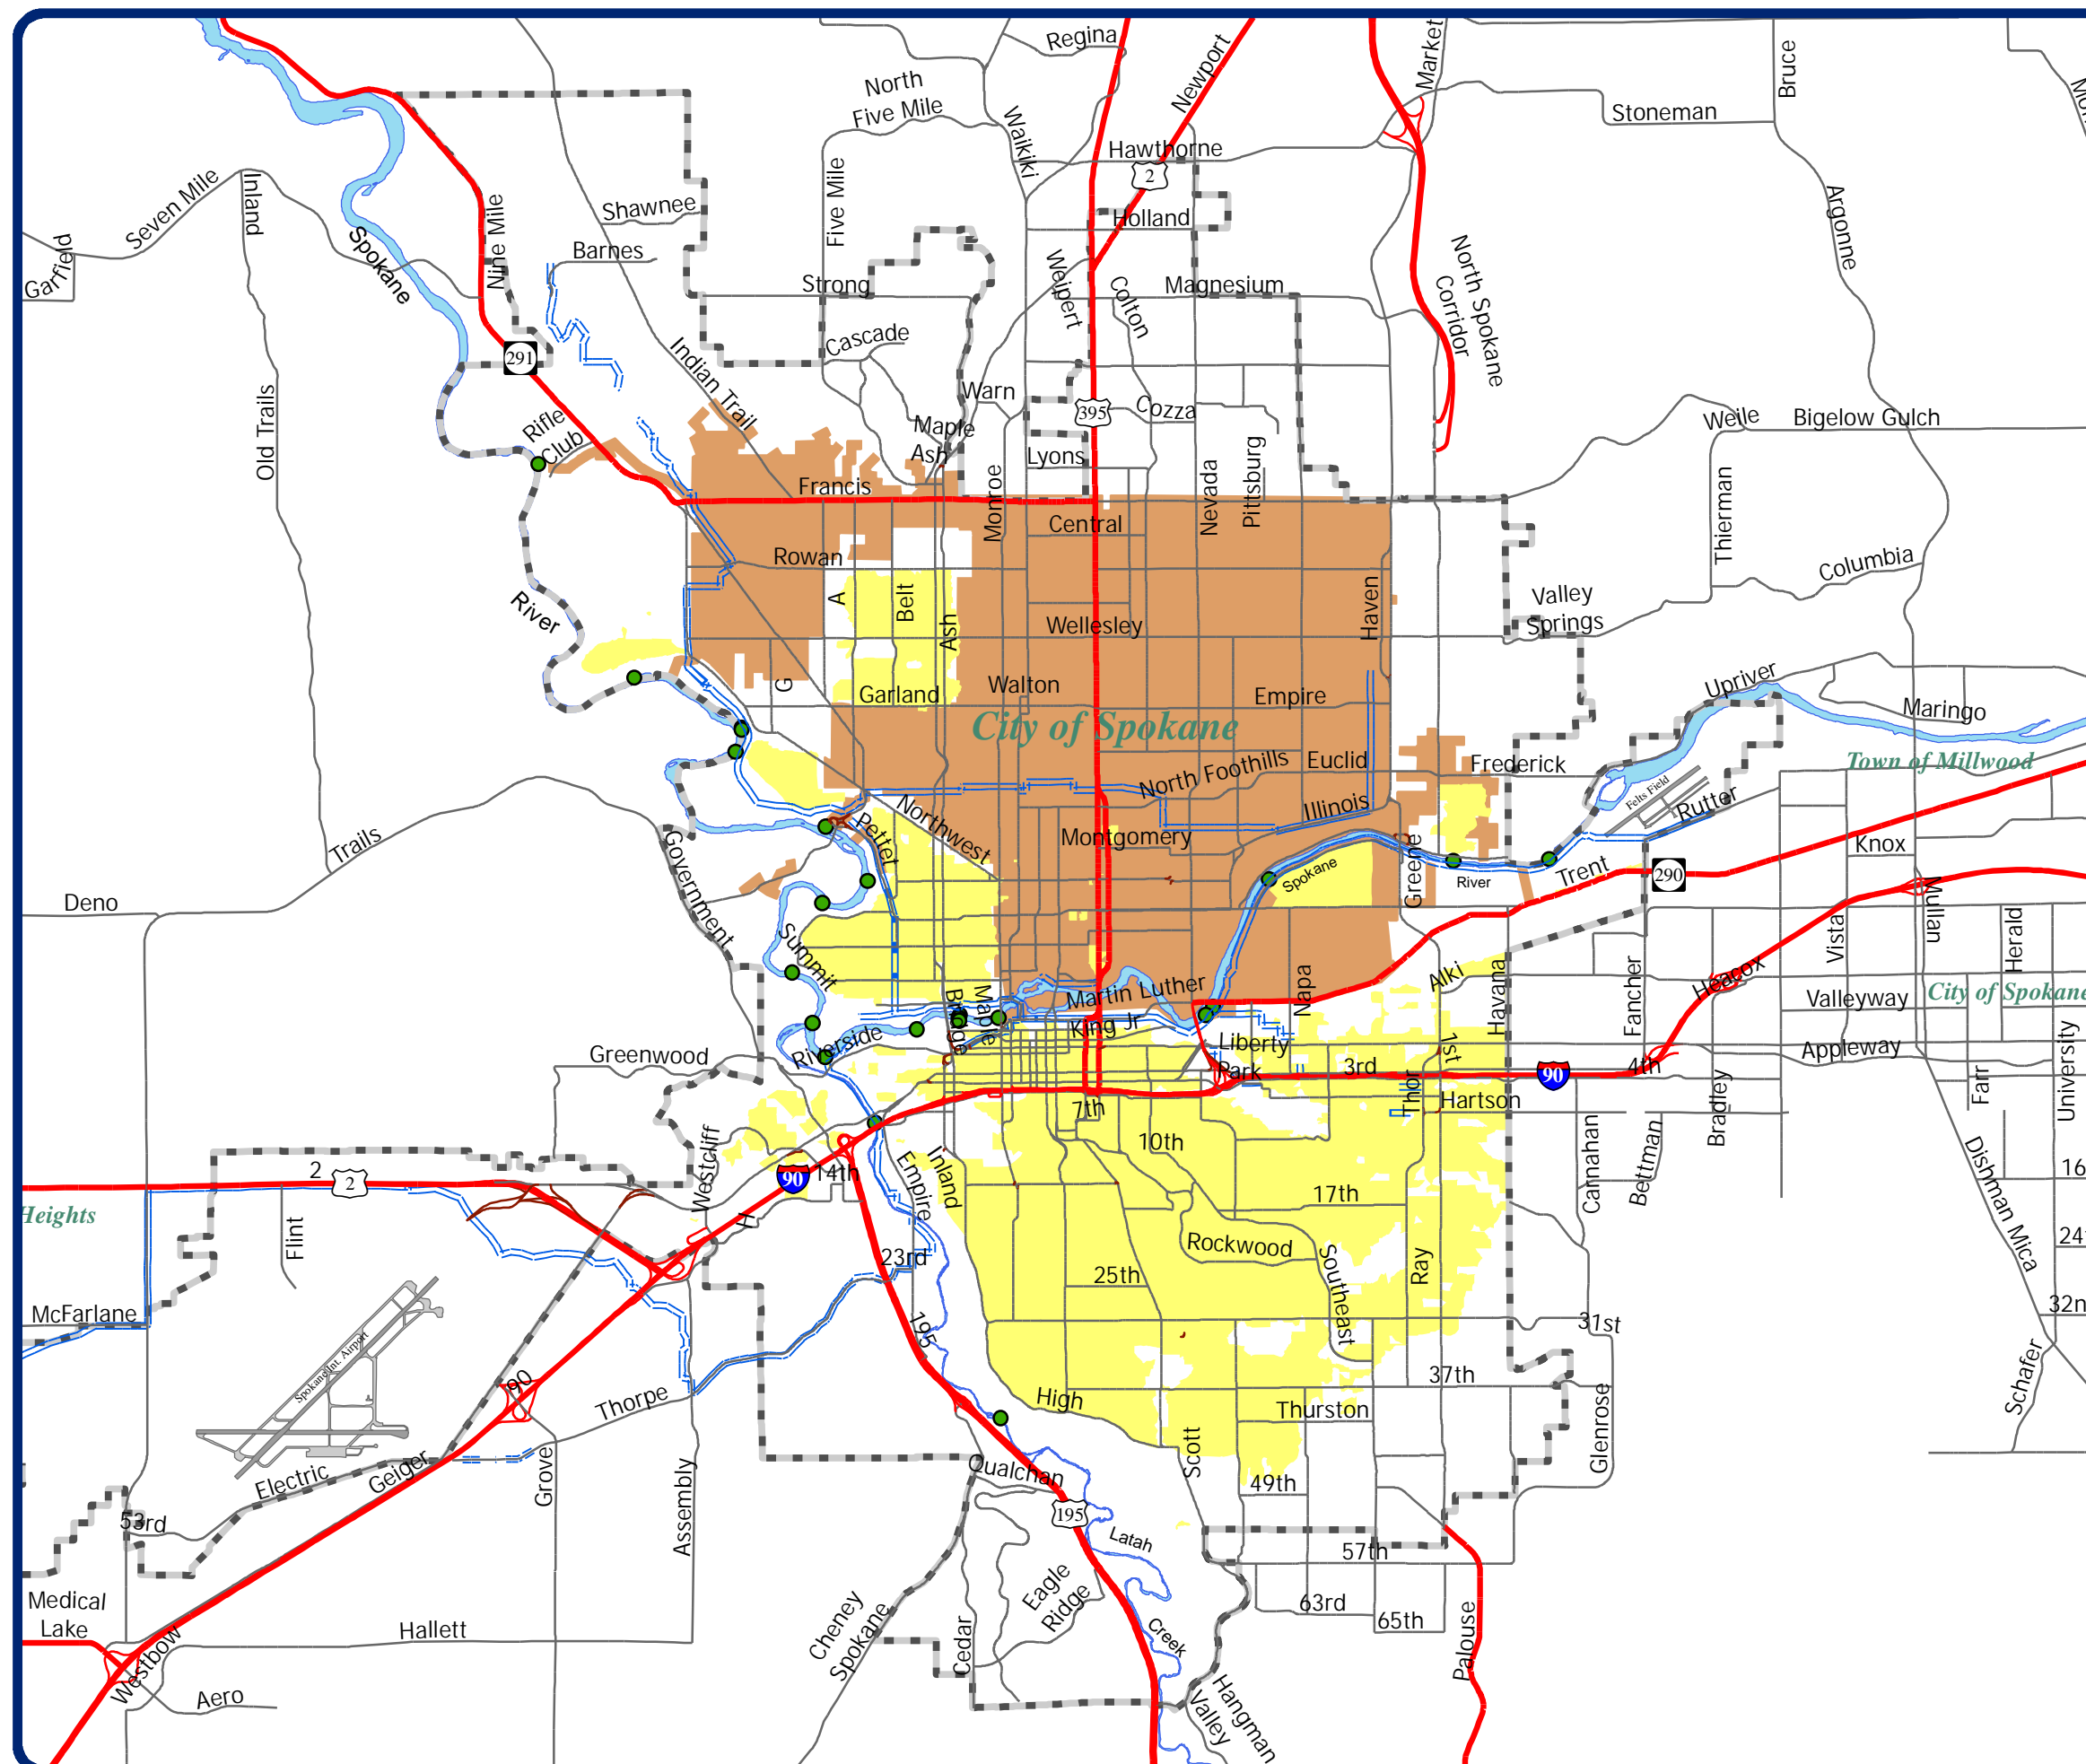 Regina
Newport
Market
Bruce
North
Five Mile
Waikiki
Stoneman
Hawthorne
2
Seven Mile
Inland
Nine Mile
Shawnee
Five Mile
Holland
Argonne
Garfield
Spokane
Barnes
Strong
Weipert
Colton
Magnesium
North Spokane
Corridor
Cascade
291
Indian Trail
Warn
395
Cozza
Old Trails
Rifle
Club
Maple
Ash
Lyons
Monroe
Nevada
Pittsburg
Weile
Bigelow Gulch
Francis
Central
Thierman
Rowan
Columbia
River
A
Belt
Ash
Wellesley
Haven
Valley
Springs
G
Garland
Walton
Empire
Upriver
Maringo
City of Spokane
Town of Millwood
North Foothills
Euclid
Frederick
Felts Field
Rutter
Northwest
Pettet
Illinois
Montgomery
Trails
Government
Spokane
Greene
River
Trent
290
Knox
Deno
Summit
Mullan
Vista
Herald
Alki
Havana
Fancher
Heacox
Napa
Martin Luther
King Jr
Bridge
Maple
Valleyway
City of Spokane
Riverside
Greenwood
Liberty
Park
1st
3rd
90
4th
Appleway
University
Farr
7th
Thor
Hartson
Bradley
10th
Carnahan
Bettman
Westcliff
90
14th
Inland
Empire
Dishman Mica
16
2
2
Heights
Flint
H
17th
Rockwood
Southeast
Ray
23rd
25th
24
McFarlane
195
31st
32n
Spokane Int. Airport
90
Thorpe
High
37th
Thurston
Glenrose
Schafer
Electric
Geiger
Grove
Assembly
Qualchan
Scott
49th
195
53rd
Latah
57th
Medical
Lake
Westbow
Hallett
Aero
Cheney
Spokane
Cedar
Eagle
Ridge
Creek
63rd
65th
Palouse
Hangman
Valley